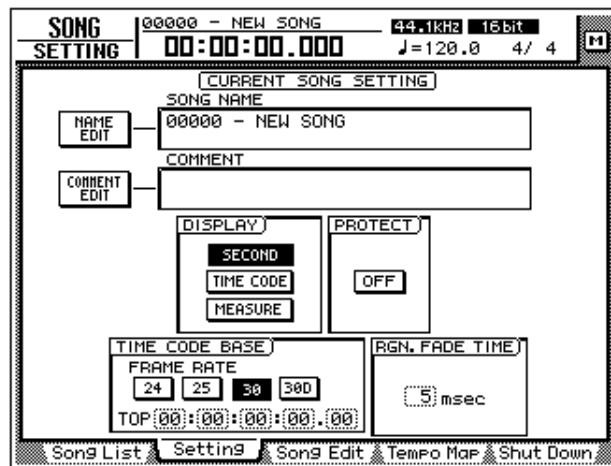 SONG
SETTING
00000 - NEW SONG
00:00:00.000
44.1kHz 16bit
♩=120.0 4/ 4
M
CURRENT SONG SETTING
SONG NAME
NAME EDIT
00000 - NEW SONG
COMMENT
COMMENT EDIT
DISPLAY
SECOND
TIME CODE
MEASURE
PROTECT
OFF
TIME CODE BASE
FRAME RATE
24 25 30 30D
TOP 00:00:00:00.00
RGN. FADE TIME
5 msec
Song List Setting Song Edit Tempo Map Shut Down